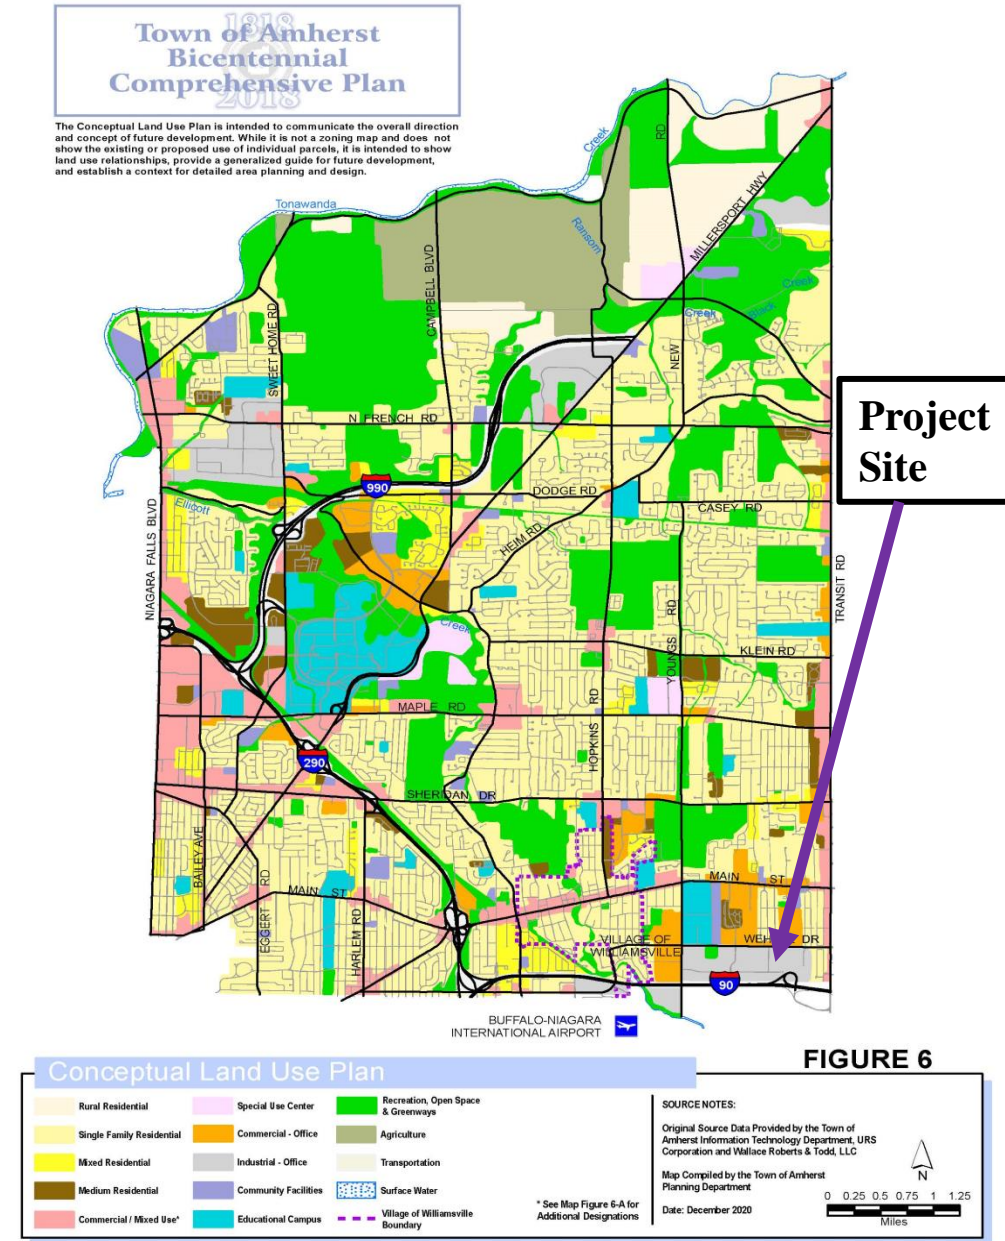 1818
Town of Amherst
Bicentennial
Comprehensive Plan
2018
The Conceptual Land Use Plan is intended to communicate the overall direction
and concept of future development. While it is not a zoning map and does not
show the existing or proposed use of individual parcels, it is intended to show
land use relationships, provide a generalized guide for future development,
and establish a context for detailed area planning and design.
Creek
RD
Tonawanda
Ransom
MILLERSPORT HWY
CAMPBELL BLVD
Creek
SWEET HOME RD
Creek
Black
NEW
Project
Site
N FRENCH RD
990
DODGE RD
CASEY RD
Ellicott
HEIM RD
NIAGARA FALLS BLVD
TRANSIT RD
Creek
RD
YOUNGS
KLEIN RD
MAPLE RD
RD
HOPKINS
290
SHERIDAN DR
BAILEY AVE
MAIN ST
MAIN ST
EGGERT RD
HARLEM RD
VILLAGE OF
WILLIAMSVILLE
WEH DR
90
BUFFALO-NIAGARA
INTERNATIONAL AIRPORT
FIGURE 6
Conceptual Land Use Plan
Rural Residential
Single Family Residential
Mixed Residential
Medium Residential
Commercial / Mixed Use*
Special Use Center
Commercial - Office
Industrial - Office
Community Facilities
Educational Campus
Recreation, Open Space
& Greenways
Agriculture
Transportation
Surface Water
Village of Williamsville
Boundary
* See Map Figure 6-A for
Additional Designations
SOURCE NOTES:
Original Source Data Provided by the Town of
Amherst Information Technology Department, URS
Corporation and Wallace Roberts & Todd, LLC
Map Compiled by the Town of Amherst
Planning Department
Date: December 2020
N
0 0.25 0.5 0.75 1 1.25
Miles